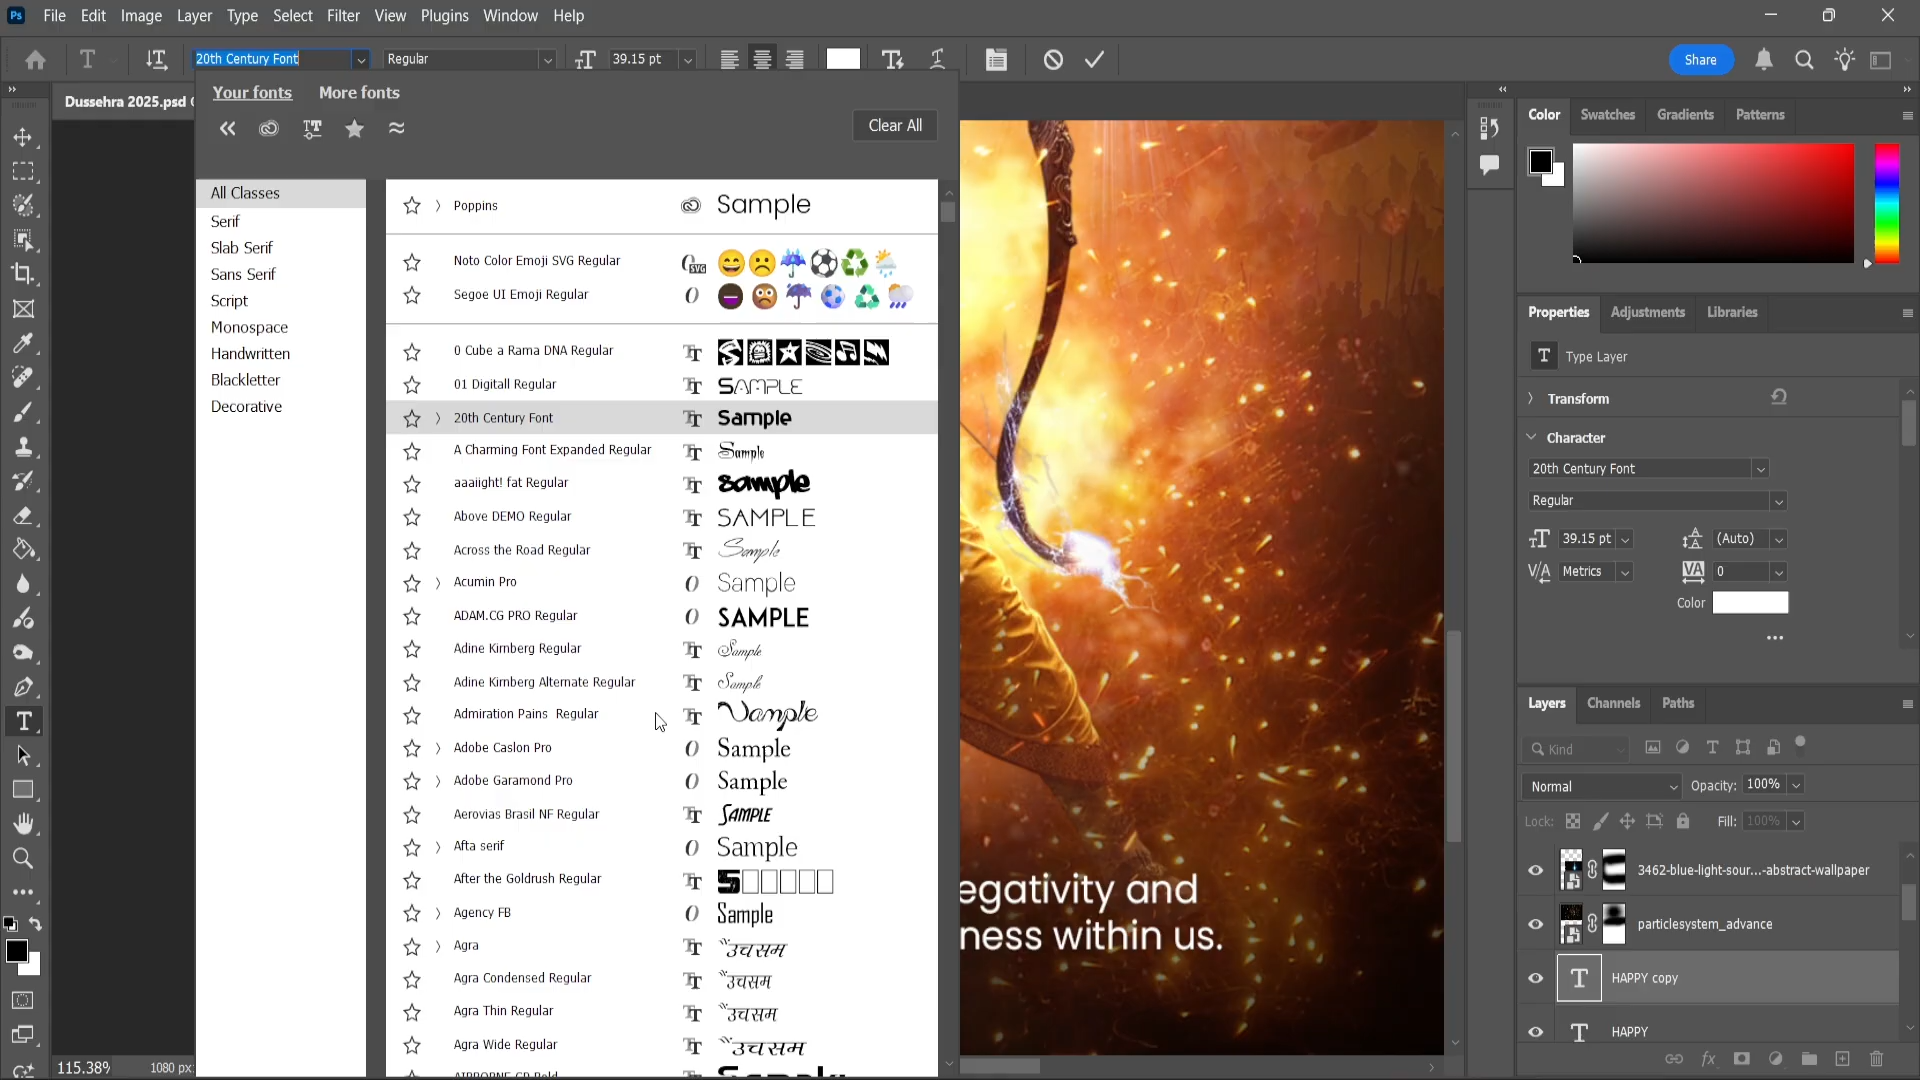 Ps File Edit Image Layer Type Select Filter View Plugins Window Help
20th Century Font Regular 39.15 pt Share
Dussehra 2025.psd
Your fonts More fonts
Clear All
All Classes
Serif
Slab Serif
Sans Serif
Script
Monospace
Handwritten
Blackletter
Decorative
Poppins Sample
Noto Color Emoji SVG Regular
Segoe UI Emoji Regular
0 Cube a Rama DNA Regular
01 Digitall Regular SAMPLE
20th Century Font Sample
A Charming Font Expanded Regular Sample
aaaiight! fat Regular sample
Above DEMO Regular SAMPLE
Across the Road Regular Sample
Acumin Pro Sample
ADAM.CG PRO Regular SAMPLE
Adine Kirnberg Regular Sample
Adine Kirnberg Alternate Regular Sample
Admiration Pains Regular Sample
Adobe Caslon Pro Sample
Adobe Garamond Pro Sample
Aerovias Brasil NF Regular SAMPLE
Afta serif Sample
After the Goldrush Regular S
Agency FB Sample
Agra
Agra Condensed Regular
Agra Thin Regular
Agra Wide Regular
egativity and
ness within us.
115.38% 1080 px
Color Swatches Gradients Patterns
Properties Adjustments Libraries
T Type Layer
Transform
Character
20th Century Font
Regular
39.15 pt (Auto)
Metrics 0
Color
Layers Channels Paths
Kind
Normal Opacity: 100%
Lock: Fill: 100%
3462-blue-light-sour...-abstract-wallpaper
particlesystem_advance
HAPPY copy
HAPPY